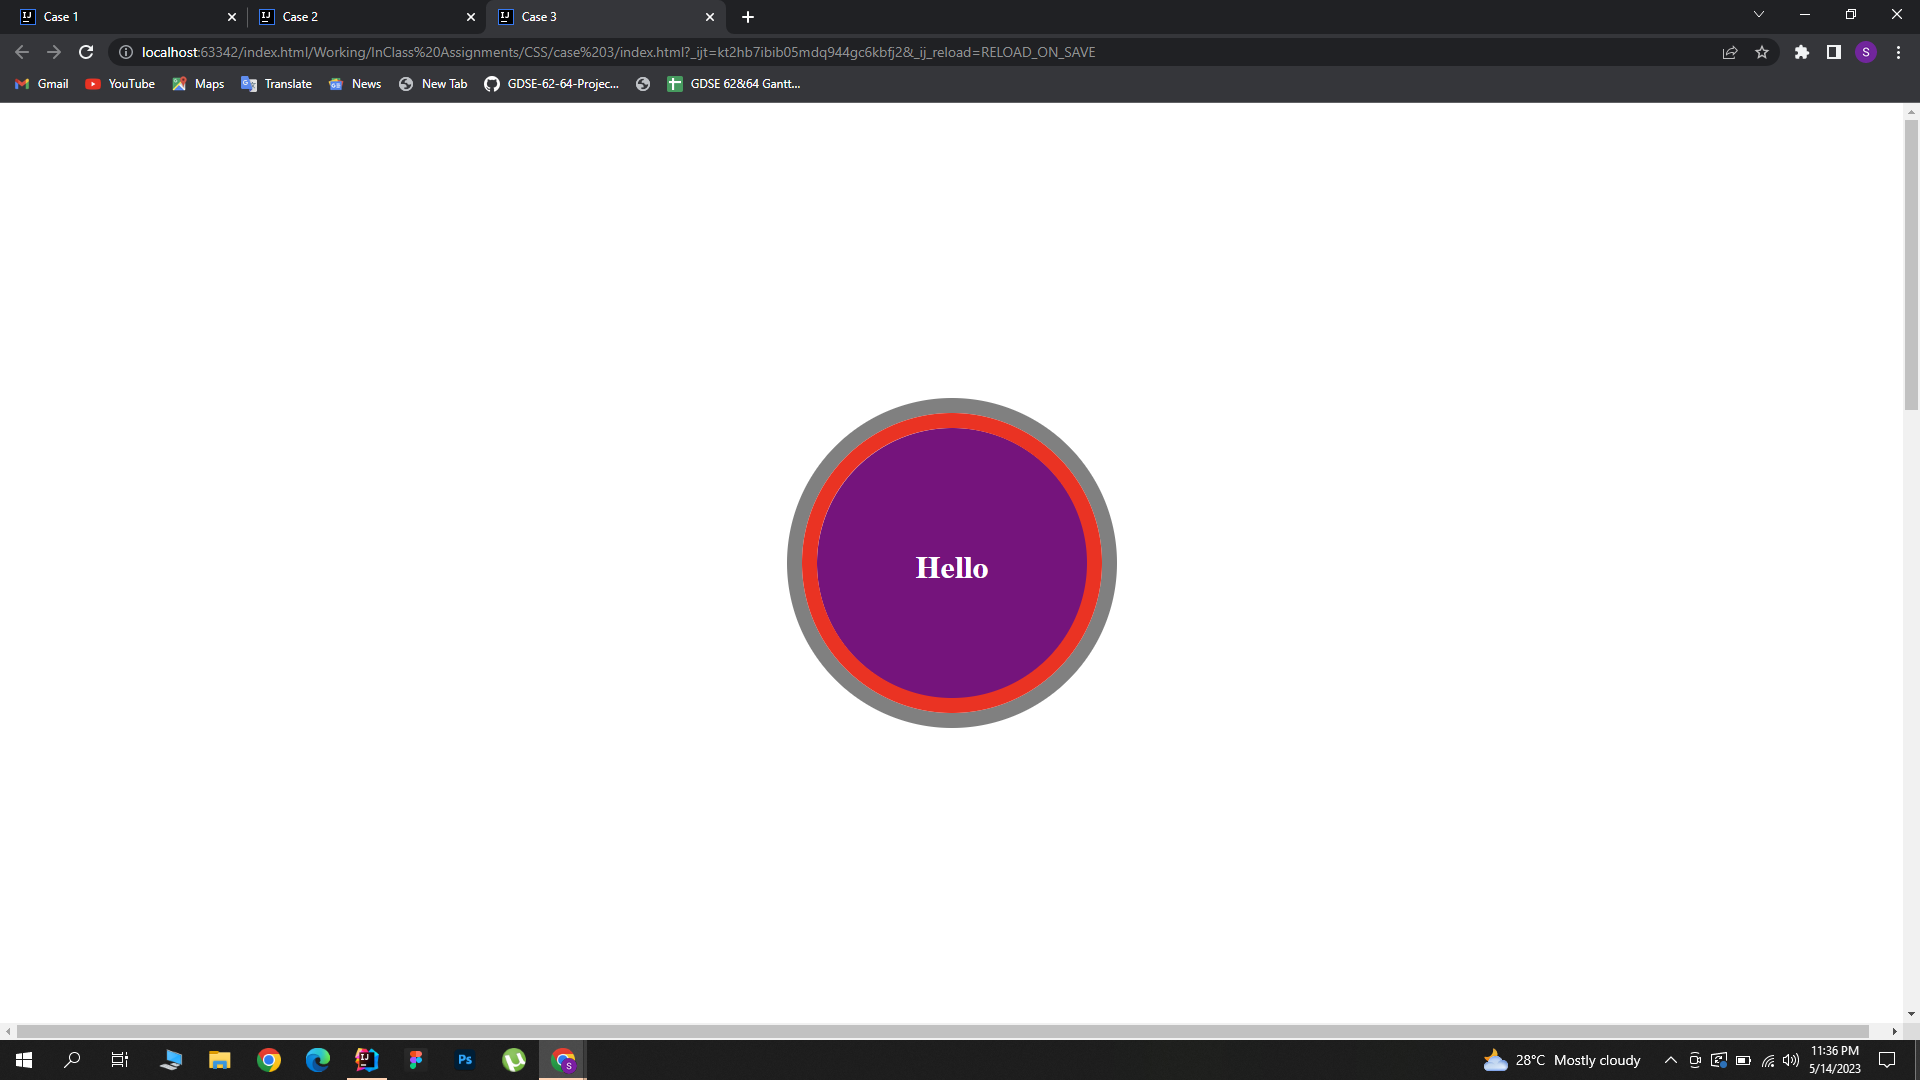 Case 1
Case 2
Case 3
localhost:63342/index.html/Working/InClass%20Assignments/CSS/case%203/index.html?_ijt=kt2hb7ibib05mdq944gc6kbfj2&_ij_reload=RELOAD_ON_SAVE
S
Gmail
YouTube
Maps
Translate
News
New Tab
GDSE-62-64-Projec...
GDSE 62&64 Gantt...
Hello
28°C Mostly cloudy
11:36 PM
5/14/2023